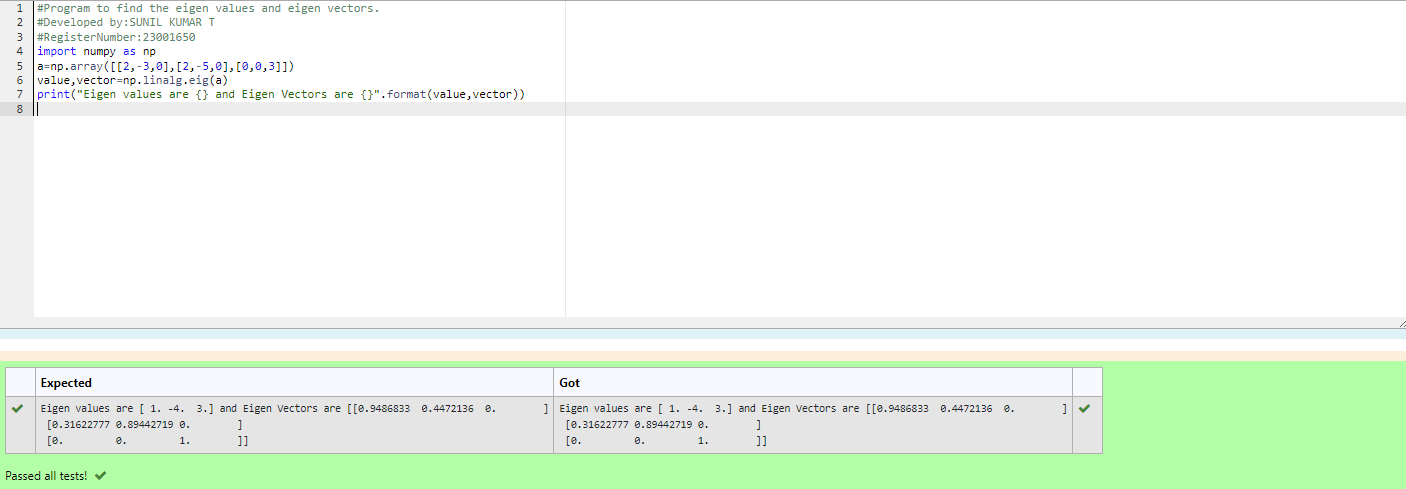 1 #Program to find the eigen values and eigen vectors.
2 #Developed by:SUNIL KUMAR T
3 #RegisterNumber:23001650
4 import numpy as np
5 a=np.array([[2,-3,0],[2,-5,0],[0,0,3]])
6 value,vector=np.linalg.eig(a)
7 print("Eigen values are {} and Eigen Vectors are {}".format(value,vector))
8
Expected Got
Eigen values are [ 1. -4.  3.] and Eigen Vectors are [[0.9486833  0.4472136  0.        ] Eigen values are [ 1. -4.  3.] and Eigen Vectors are [[0.9486833  0.4472136  0.        ]
[0.31622777 0.89442719 0.        ] [0.31622777 0.89442719 0.        ]
[0.         0.         1.        ]] [0.         0.         1.        ]]
Passed all tests!